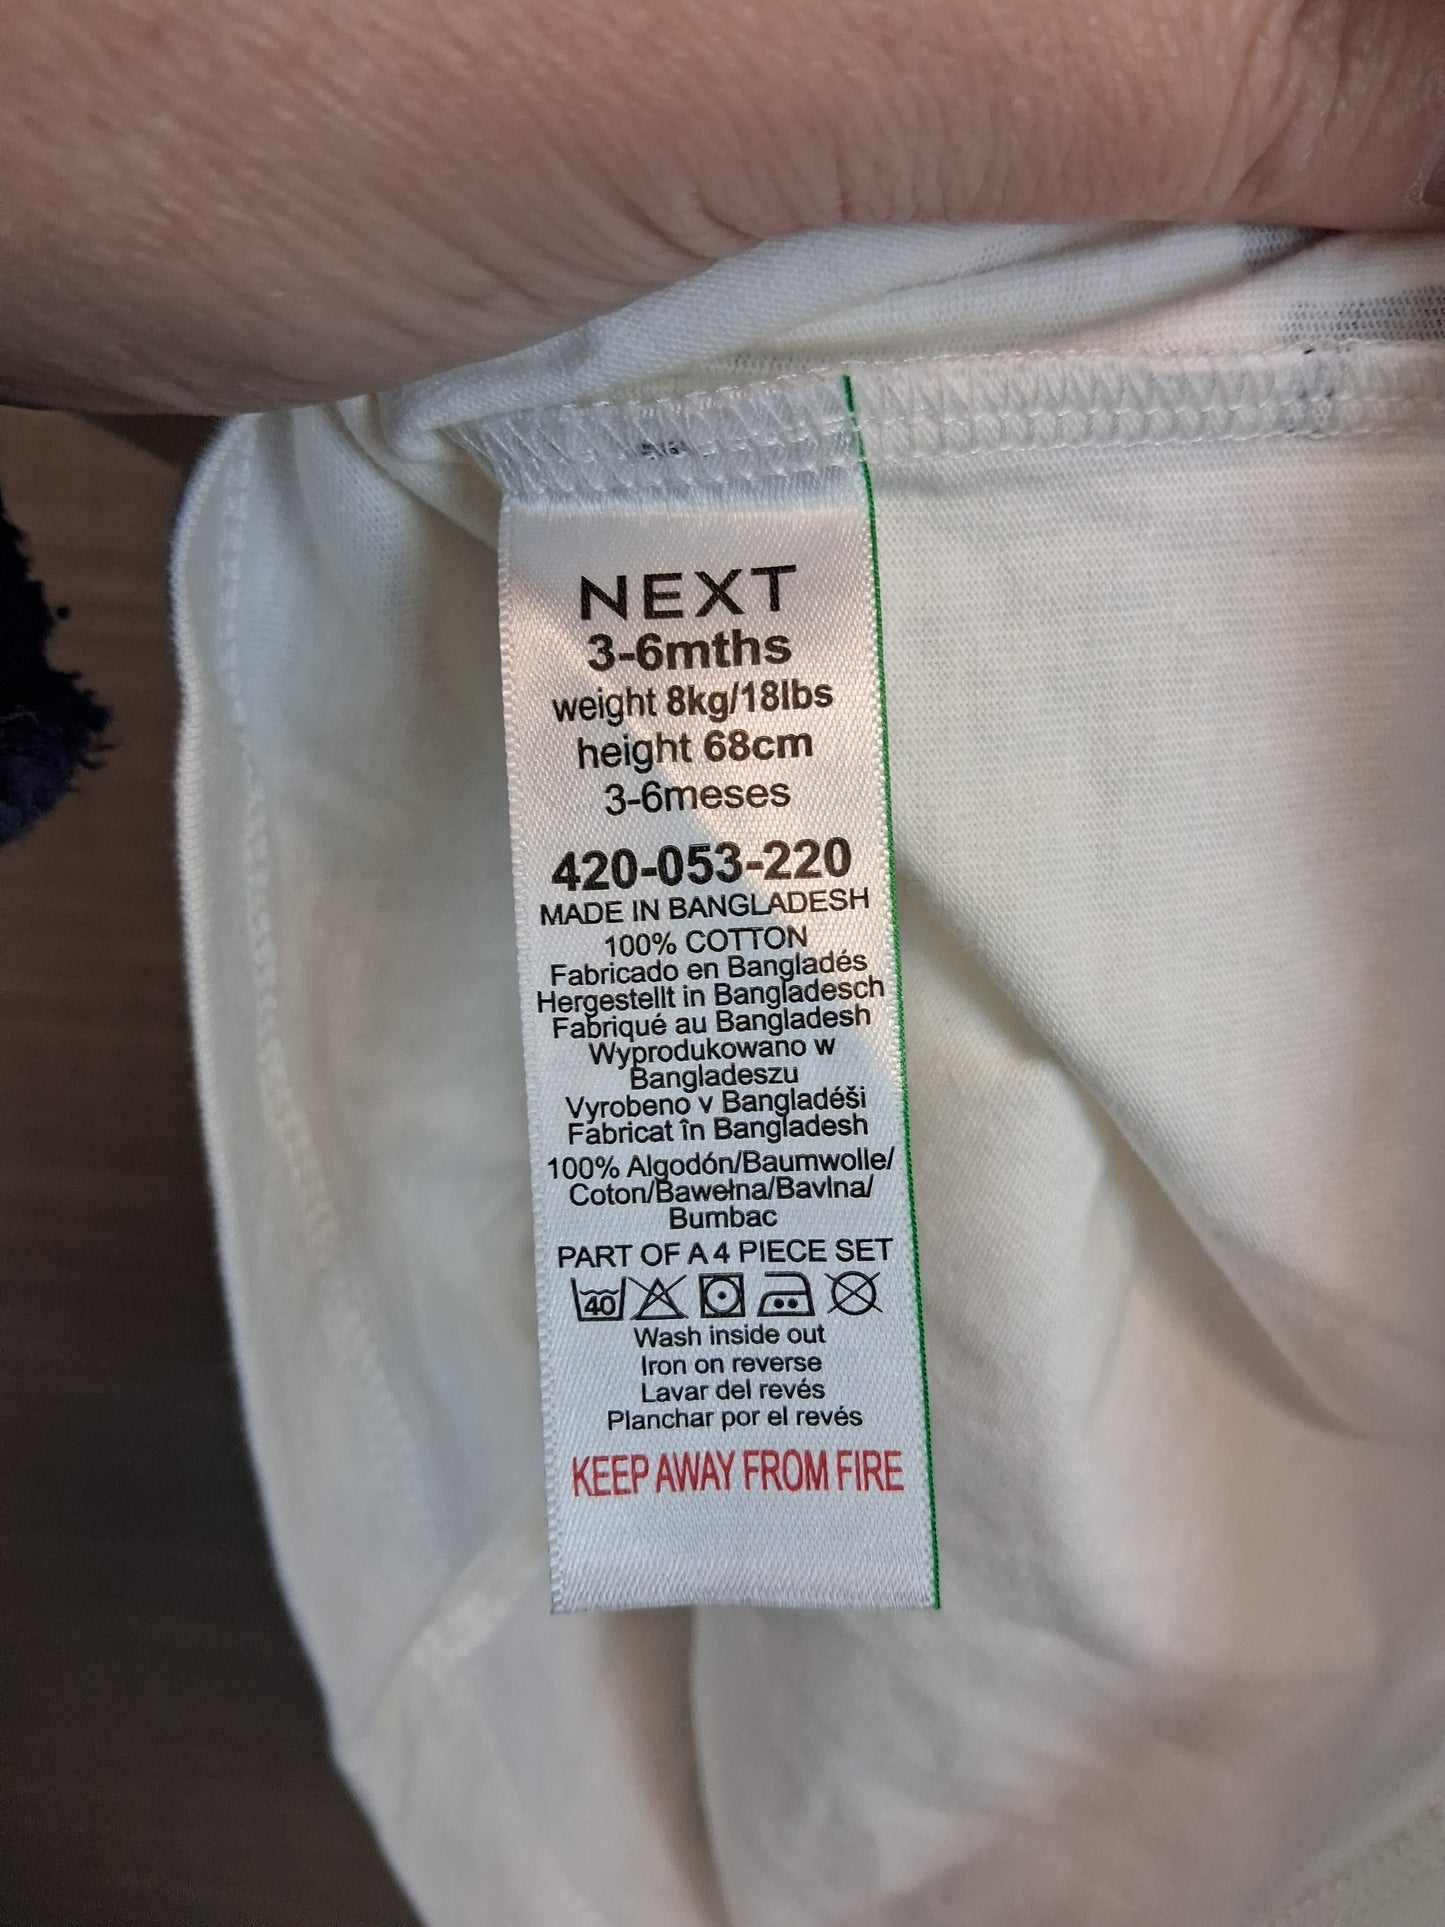 NEXT
3-6mths
weight 8kg/18lbs
height 68cm
3-6meses
420-053-220
MADE IN BANGLADESH
100% COTTON
Fabricado en Bangladés
Hergestellt in Bangladesch
Fabriqué au Bangladesh
Wyprodukowano w
Bangladeszu
Vyrobeno v Bangladéši
Fabricat în Bangladesh
100% Algodón/Baumwolle/
Coton/Bawełna/Bavlna/
Bumbac
PART OF A 4 PIECE SET
40
Wash inside out
Iron on reverse
Lavar del revés
Planchar por el revés
KEEP AWAY FROM FIRE